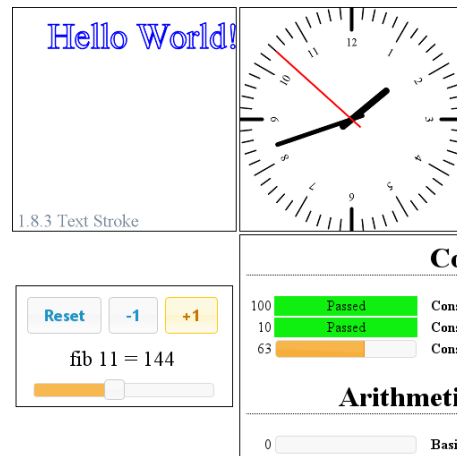 Hello World!
1.8.3 Text Stroke
12
1
2
3
4
5
6
7
8
9
10
11
Reset
-1
+1
fib 11 = 144
100
Passed
10
Passed
63
Arithmeti
0